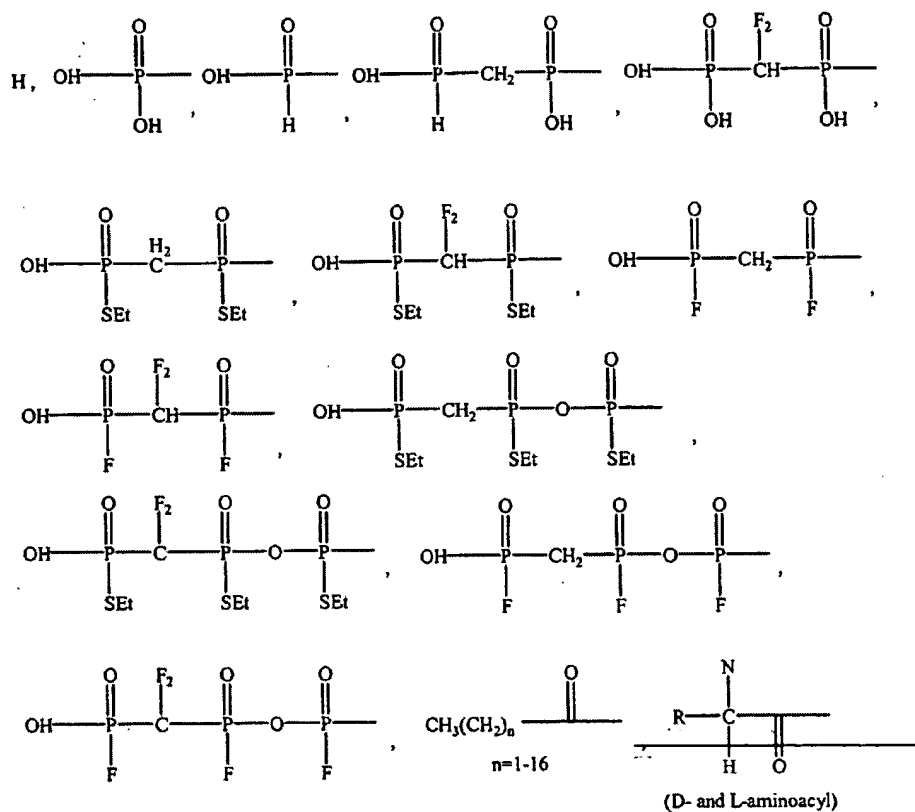 O O O O O F₂ O
H, OH P OH P OH P CH₂ P OH P CH P
OH , H , H OH , OH OH ,
O O O F₂ O O O
OH P H₂C P OH P CH P OH P CH₂ P
SEt SEt , SEt SEt , F F ,
O F₂ O O O O
OH P CH P OH P CH₂ P O P
F F , SEt SEt SEt ,
O F₂ O O O O O
OH P C P O P OH P CH₂ P O P
SEt SEt SEt , F F F ,
O F₂ O O O N
OH P C P O P CH₃(CH₂)ₙ R C
F F F , n=1-16 , H O
(D- and L-aminoacyl)